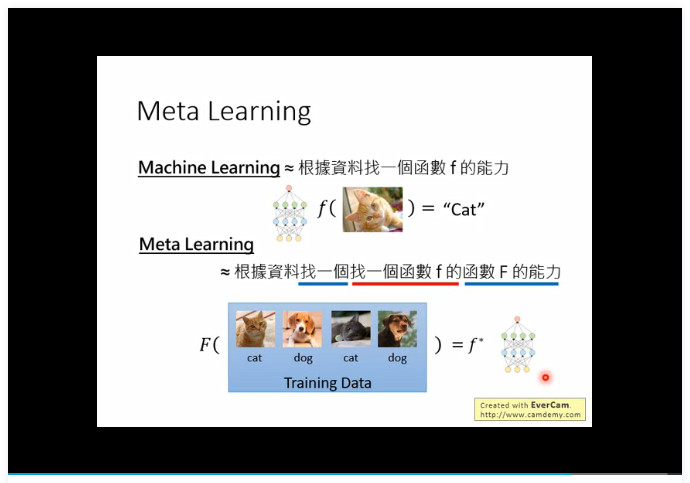 Meta Learning
Machine Learning ≈ 根據資料找一個函數 f 的能力
f( ) = “Cat”
Meta Learning
≈ 根據資料找一個找一個函數 f 的函數 F 的能力
F( ) = f*
cat dog cat dog
Training Data
Created with EverCam.
http://www.camdemy.com